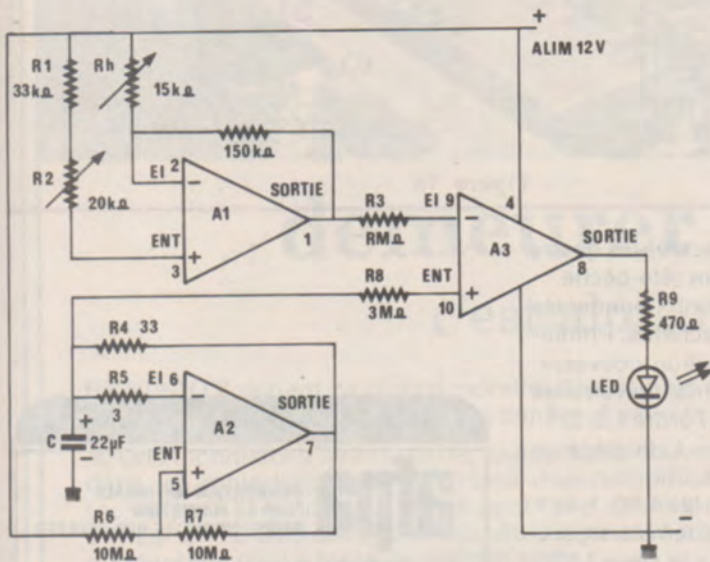 +
ALIM 12 V
R1
33kΩ
Rh
15kΩ
150kΩ
R2
20kΩ
EI 2
−
A1
SORTIE
1
ENT
+
3
R3
RMΩ
EI 9
−
4
A3
SORTIE
8
R8
3MΩ
ENT
10
+
R9
470Ω
LED
R4 33
R5
3
EI 6
−
A2
SORTIE
7
ENT
5
+
+
C
22µF
−
R6
10MΩ
R7
10MΩ
−